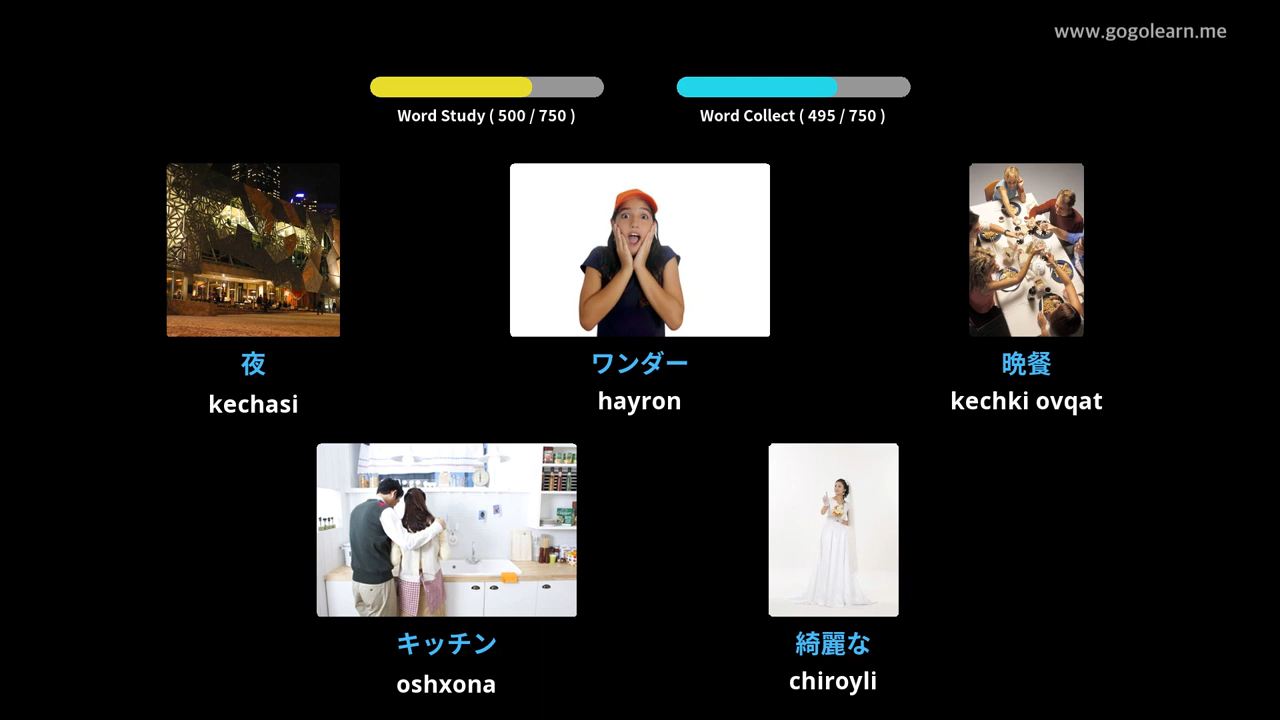 www.gogolearn.me
Word Study ( 500 / 750 )
Word Collect ( 495 / 750 )
夜
kechasi
ワンダー
hayron
晩餐
kechki ovqat
キッチン
oshxona
綺麗な
chiroyli